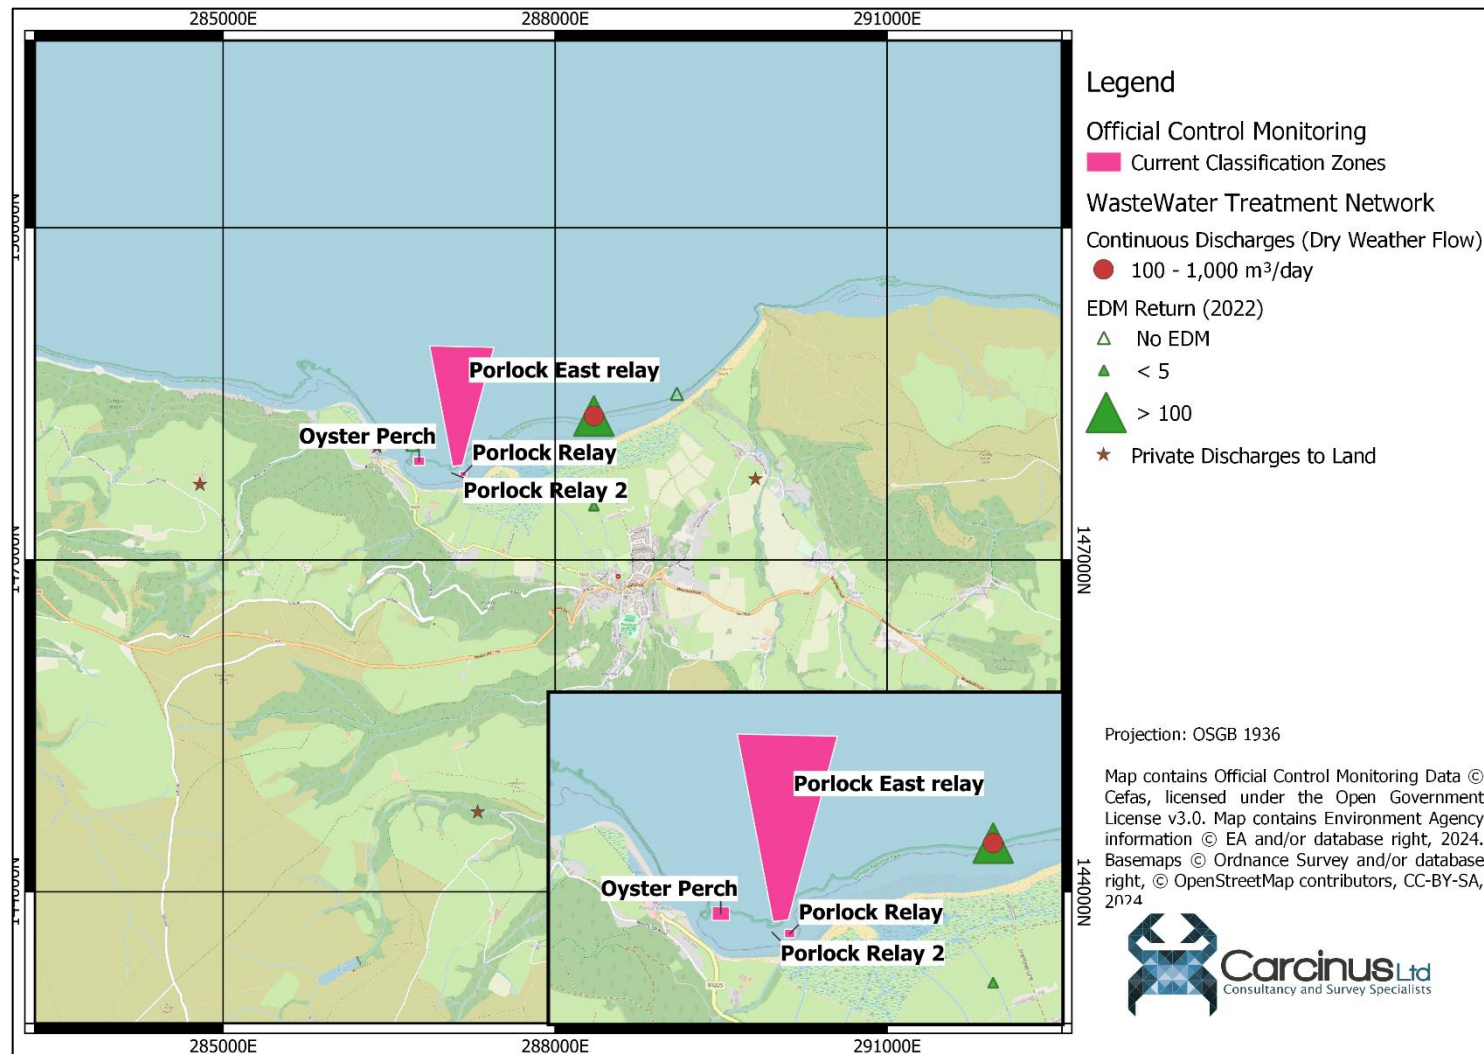 285000E
288000E
291000E
Legend
Official Control Monitoring
Current Classification Zones
WasteWater Treatment Network
Continuous Discharges (Dry Weather Flow)
100 - 1,000 m³/day
EDM Return (2022)
No EDM
< 5
> 100
Private Discharges to Land
Porlock East relay
Oyster Perch
Porlock Relay
Porlock Relay 2
147000N
147000N
144000N
144000N
Porlock East relay
Oyster Perch
Porlock Relay
Porlock Relay 2
B3225
Projection: OSGB 1936
Map contains Official Control Monitoring Data ©
Cefas, licensed under the Open Government
License v3.0. Map contains Environment Agency
information © EA and/or database right, 2024.
Basemaps © Ordnance Survey and/or database
right, © OpenStreetMap contributors, CC-BY-SA,
2024
Carcinus Ltd
Consultancy and Survey Specialists
285000E
288000E
291000E